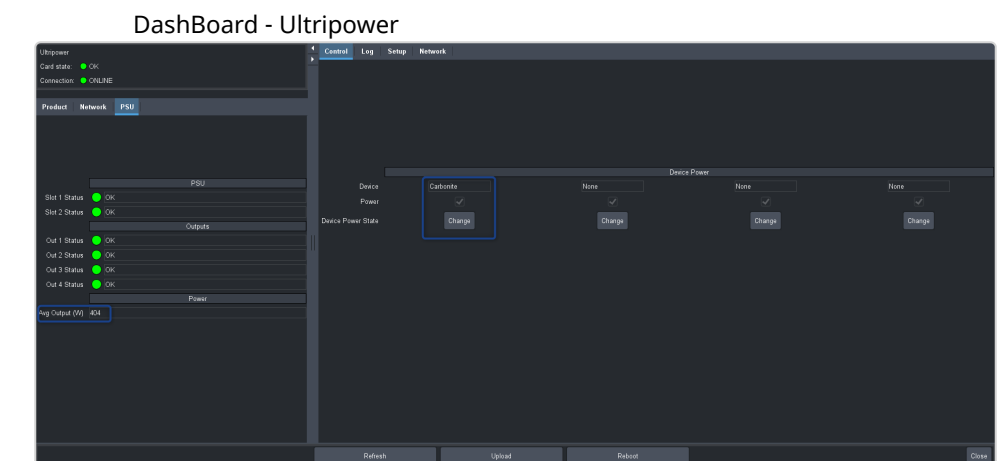 DashBoard - Ultripower
Ultripower
Card state: OK
Connection: ONLINE
Product Network PSU
PSU
Slot 1 Status OK
Slot 2 Status OK
Outputs
Out 1 Status OK
Out 2 Status OK
Out 3 Status OK
Out 4 Status OK
Power
Avg Output (W) 404
Control Log Setup Network
Device Power
Device Carbonite None None None
Power
Device Power State Change Change Change Change
Refresh Upload Reboot Close